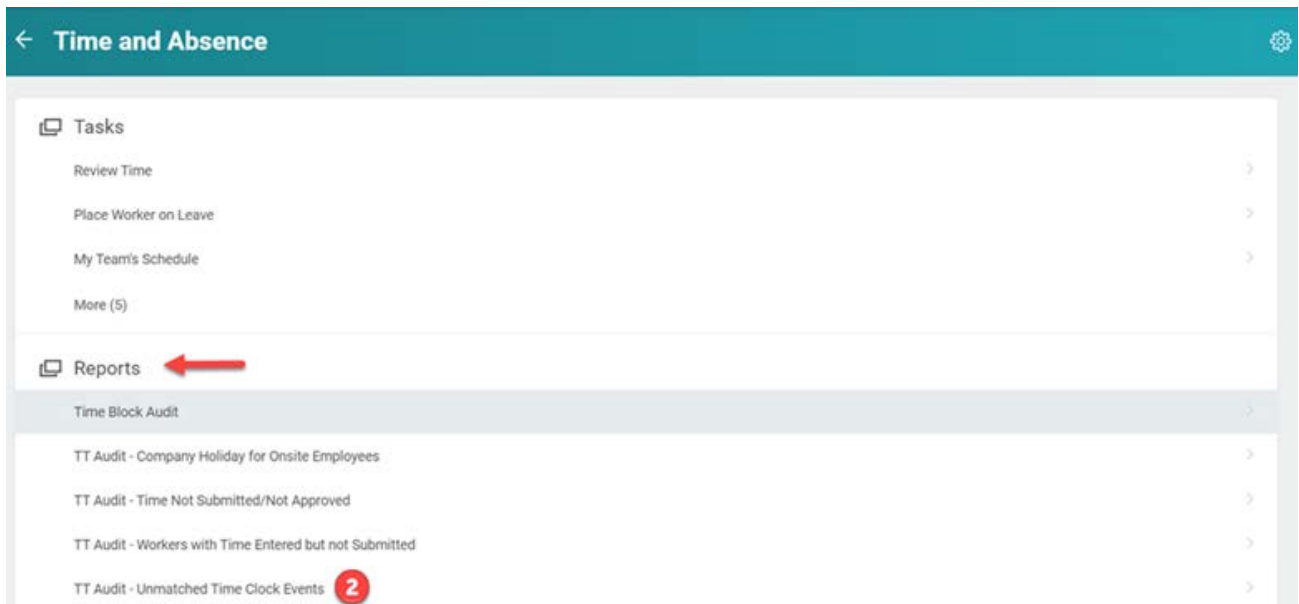 Time and Absence
Tasks
Review Time
Place Worker on Leave
My Team's Schedule
More (5)
Reports
Time Block Audit
TT Audit - Company Holiday for Onsite Employees
TT Audit - Time Not Submitted/Not Approved
TT Audit - Workers with Time Entered but not Submitted
TT Audit - Unmatched Time Clock Events 2